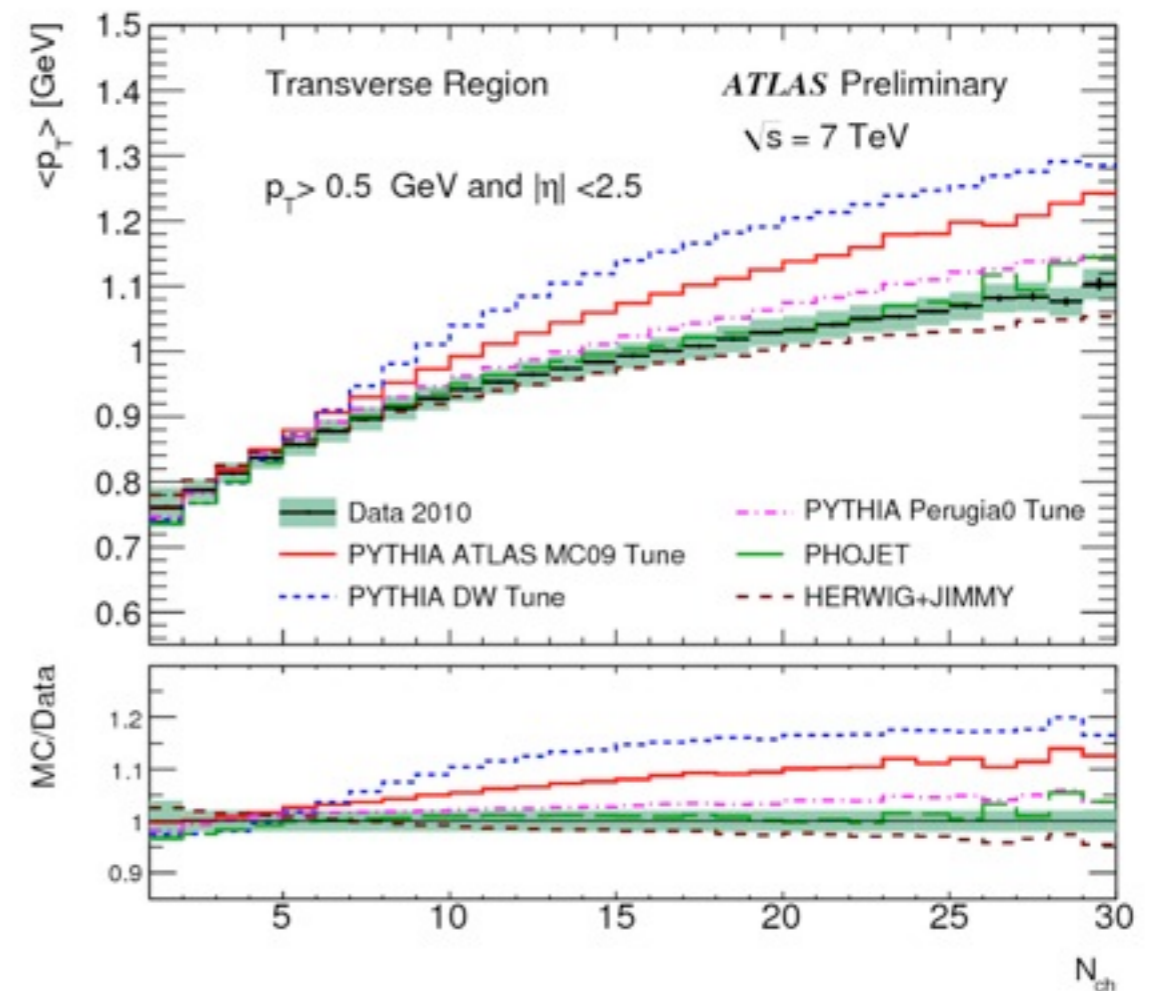 <p_T> [GeV]
1.5
1.4
1.3
1.2
1.1
1
0.9
0.8
0.7
0.6
Transverse Region
ATLAS Preliminary
√s = 7 TeV
p_T> 0.5 GeV and |η| <2.5
Data 2010
PYTHIA ATLAS MC09 Tune
PYTHIA DW Tune
PYTHIA Perugia0 Tune
PHOJET
HERWIG+JIMMY
MC/Data
1.2
1.1
1
0.9
5 10 15 20 25 30
N_ch